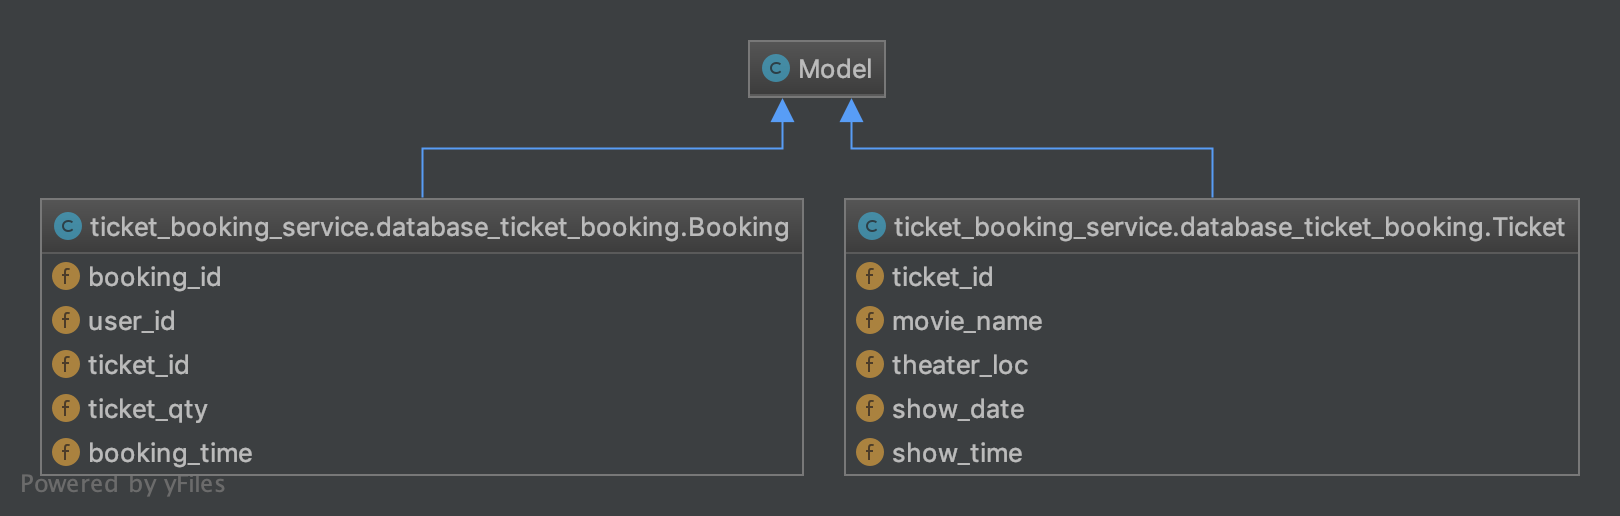 Model
ticket_booking_service.database_ticket_booking.Booking
booking_id
user_id
ticket_id
ticket_qty
booking_time
ticket_booking_service.database_ticket_booking.Ticket
ticket_id
movie_name
theater_loc
show_date
show_time
Powered by yFiles